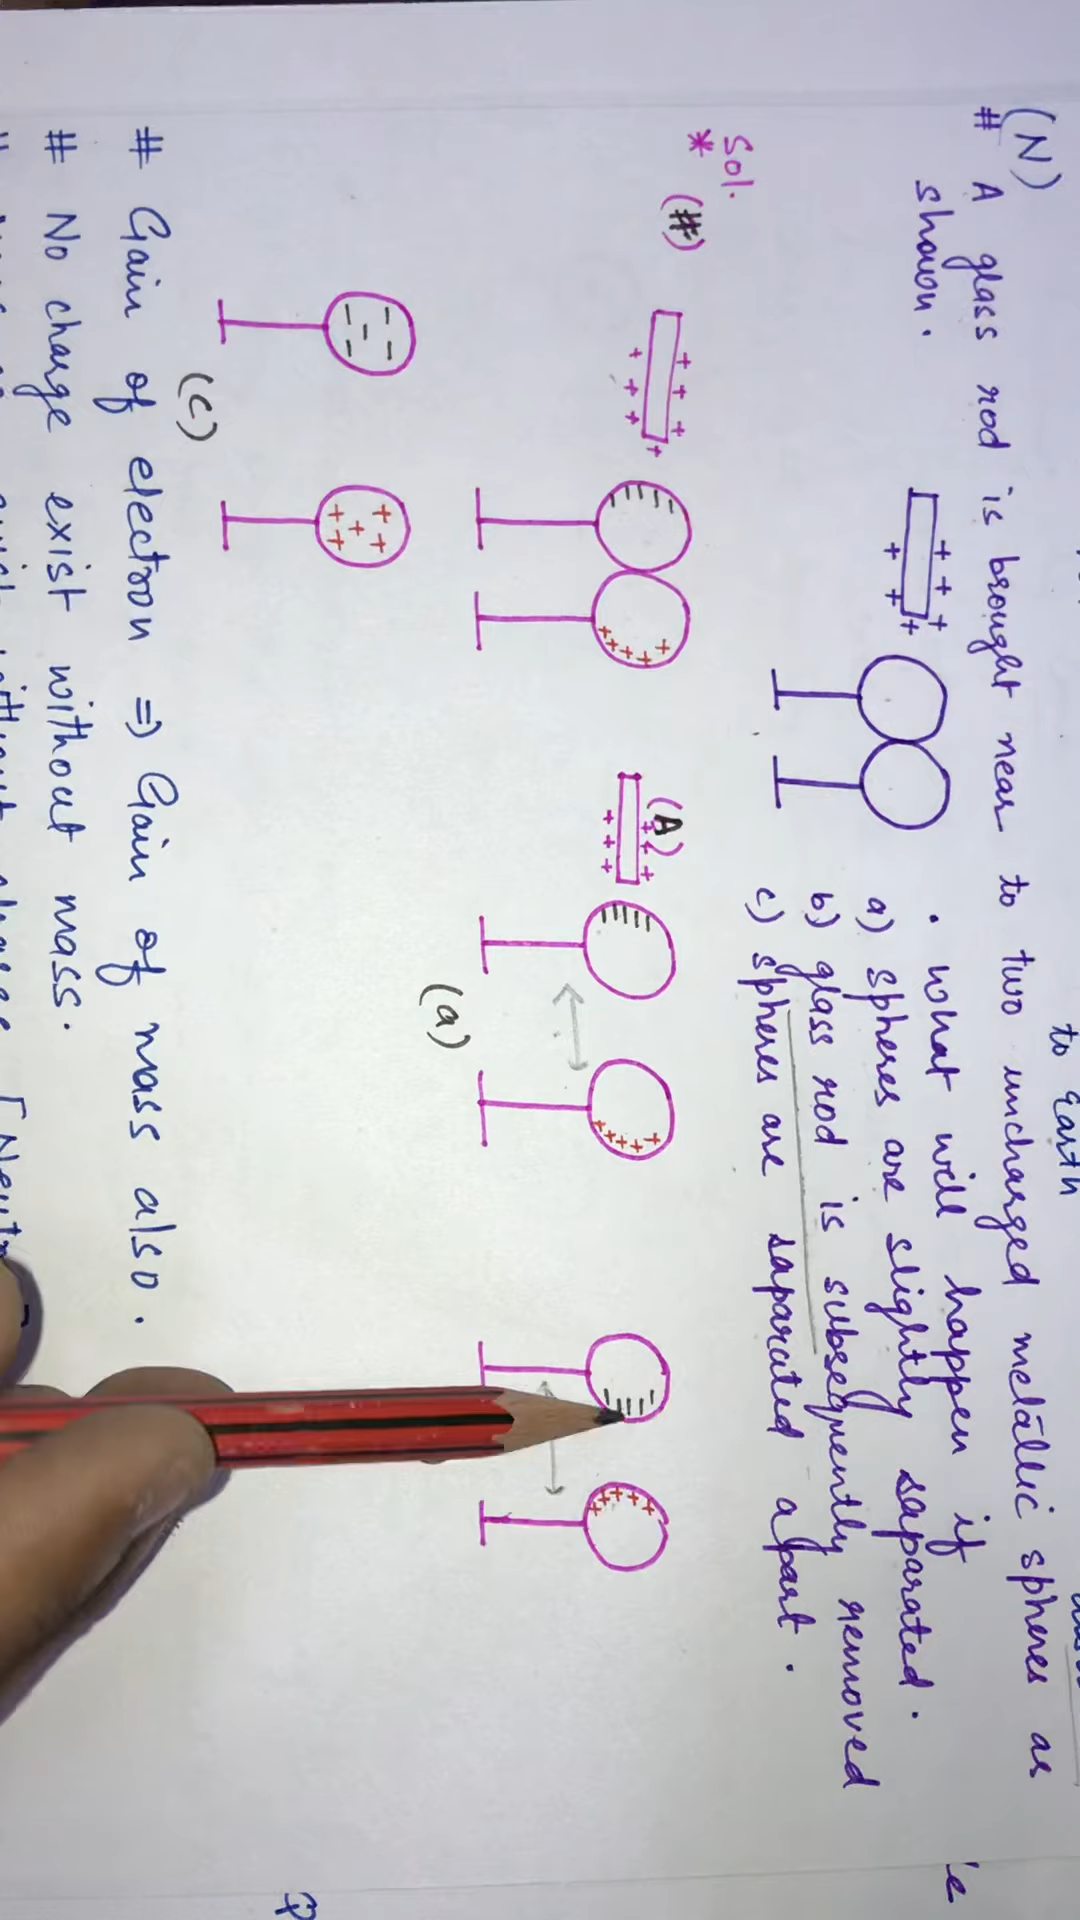 to Earth
(N)
# A glass rod is brought near to two uncharged metallic spheres as
shown.
• what will happen if
a) spheres are slightly saparated.
b) glass rod is subsequently removed
c) spheres are saparated apart.
Sol.
* (#)
(A)
(a)
(c)
# Gain of electron ⇒ Gain of mass also.
# No charge exist without mass.